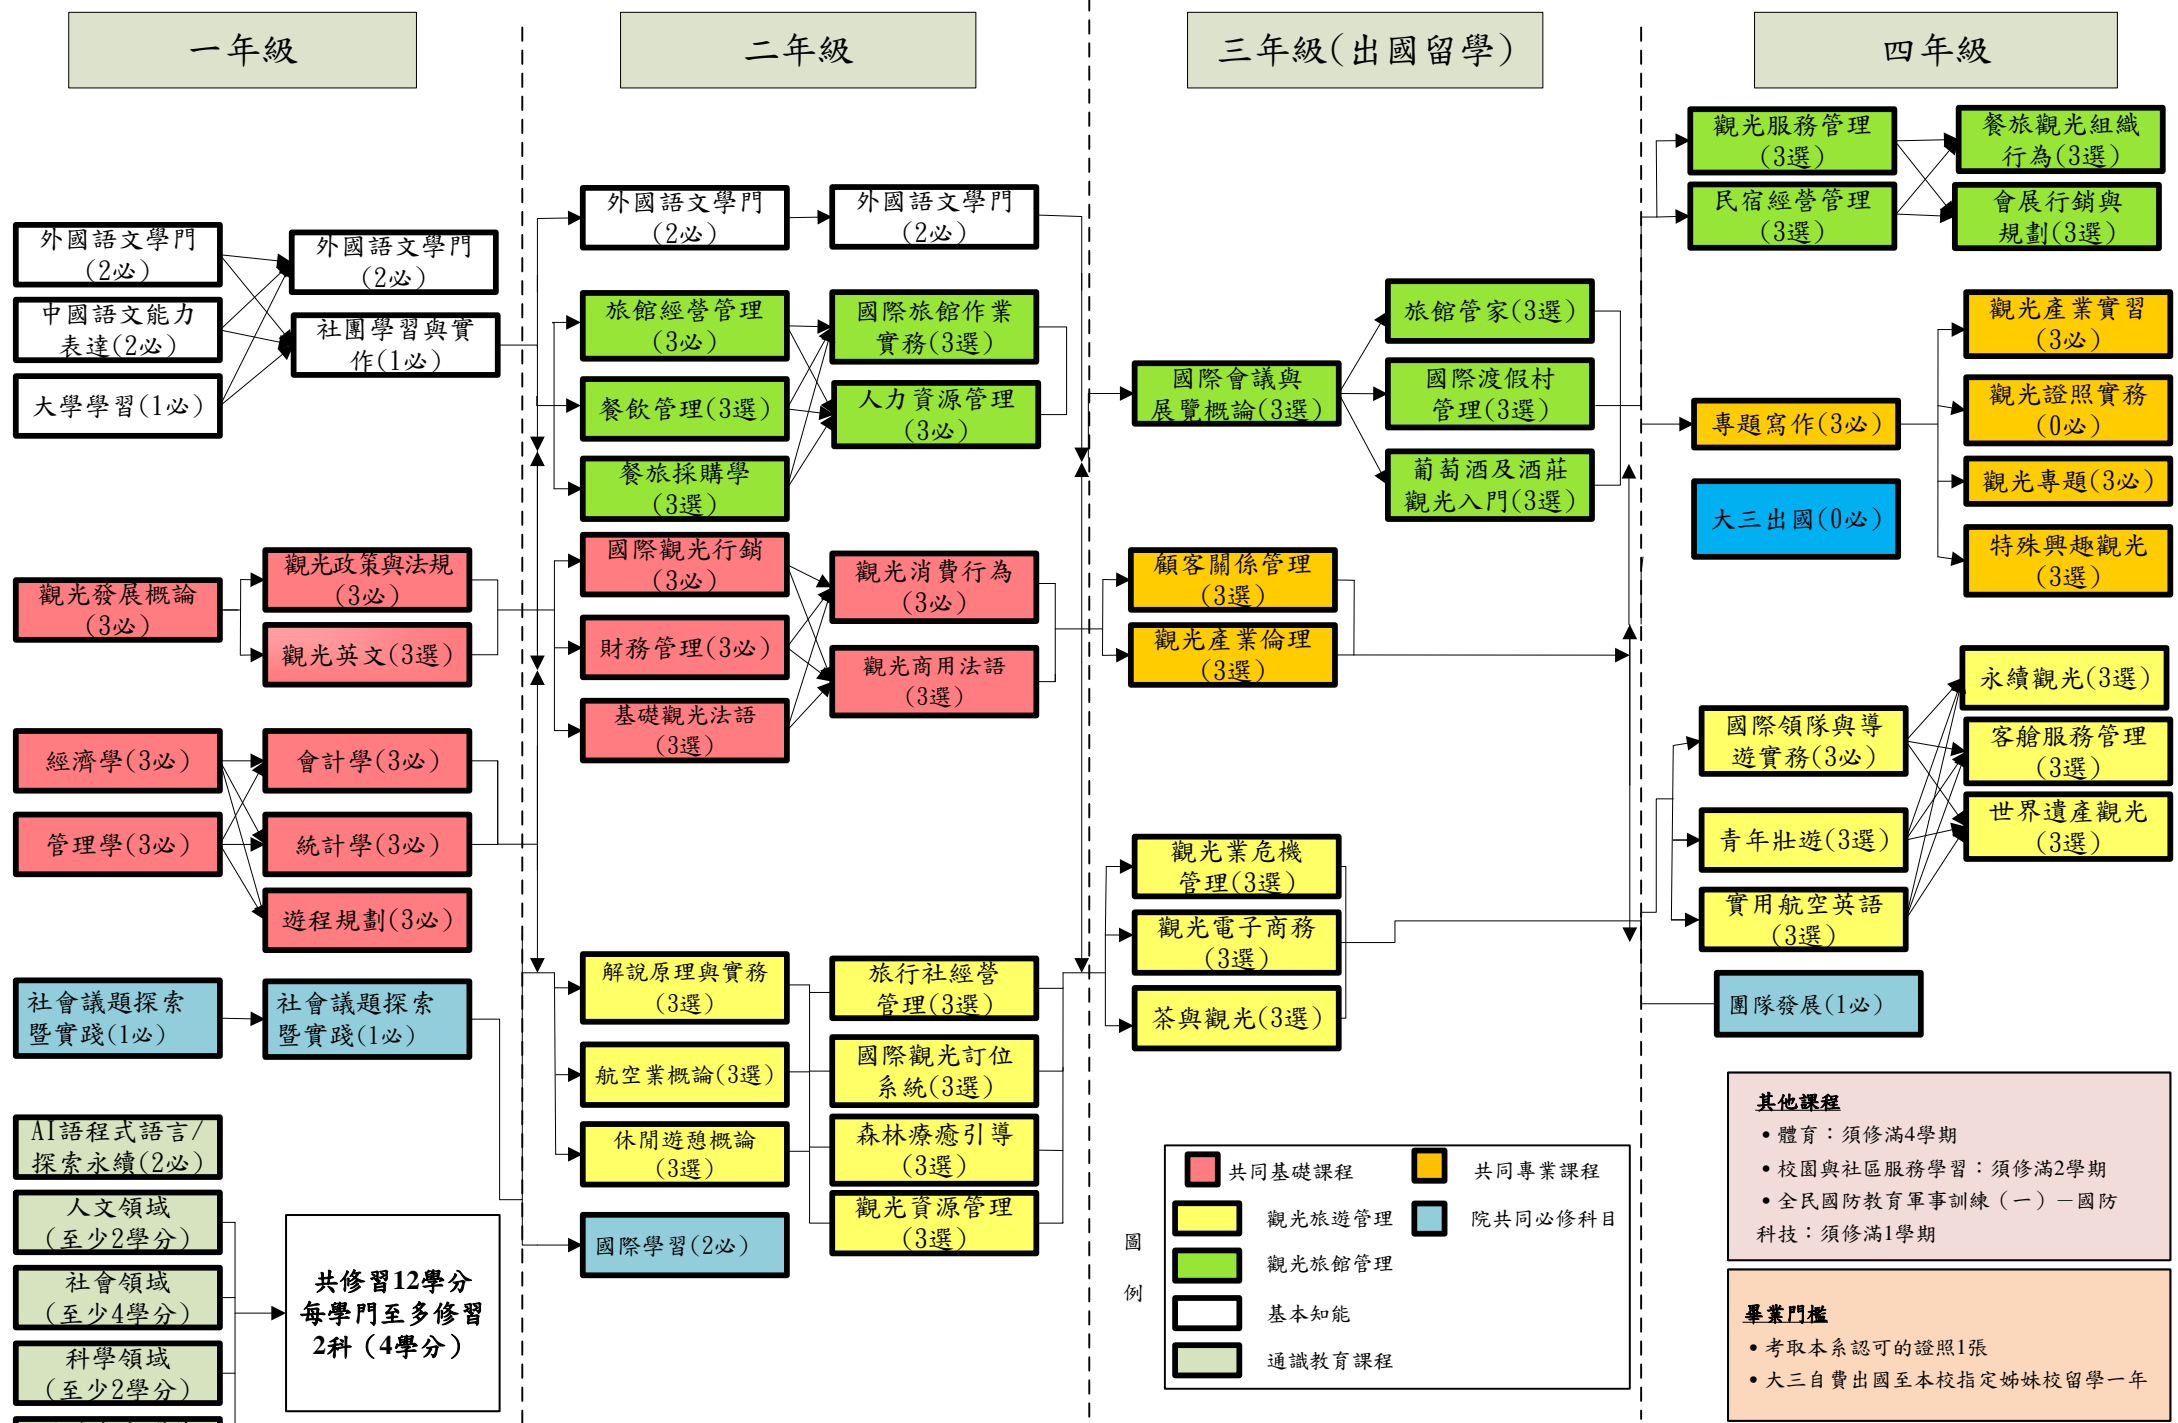 一年級
二年級
三年級(出國留學)
四年級
外國語文學門
(2必)
中國語文能力
表達(2必)
大學學習(1必)
外國語文學門
(2必)
社團學習與實
作(1必)
觀光發展概論
(3必)
觀光政策與法規
(3必)
觀光英文(3選)
經濟學(3必)
管理學(3必)
會計學(3必)
統計學(3必)
遊程規劃(3必)
社會議題探索
暨實踐(1必)
社會議題探索
暨實踐(1必)
AI語程式語言/
探索永續(2必)
人文領域
(至少2學分)
社會領域
(至少4學分)
科學領域
(至少2學分)
共修習12學分
每學門至多修習
2科（4學分）
外國語文學門
(2必)
外國語文學門
(2必)
旅館經營管理
(3必)
餐飲管理(3選)
餐旅採購學
(3選)
國際旅館作業
實務(3選)
人力資源管理
(3必)
國際觀光行銷
(3必)
財務管理(3必)
基礎觀光法語
(3選)
觀光消費行為
(3必)
觀光商用法語
(3選)
解說原理與實務
(3選)
航空業概論(3選)
休閒遊憩概論
(3選)
國際學習(2必)
旅行社經營
管理(3選)
國際觀光訂位
系統(3選)
森林療癒引導
(3選)
觀光資源管理
(3選)
國際會議與
展覽概論(3選)
旅館管家(3選)
國際渡假村
管理(3選)
葡萄酒及酒莊
觀光入門(3選)
顧客關係管理
(3選)
觀光產業倫理
(3選)
觀光業危機
管理(3選)
觀光電子商務
(3選)
茶與觀光(3選)
圖
例
共同基礎課程
共同專業課程
觀光旅遊管理
院共同必修科目
觀光旅館管理
基本知能
通識教育課程
觀光服務管理
(3選)
民宿經營管理
(3選)
餐旅觀光組織
行為(3選)
會展行銷與
規劃(3選)
專題寫作(3必)
大三出國(0必)
觀光產業實習
(3必)
觀光證照實務
(0必)
觀光專題(3必)
特殊興趣觀光
(3選)
國際領隊與導
遊實務(3必)
青年壯遊(3選)
實用航空英語
(3選)
永續觀光(3選)
客艙服務管理
(3選)
世界遺產觀光
(3選)
團隊發展(1必)
其他課程
• 體育：須修滿4學期
• 校園與社區服務學習：須修滿2學期
• 全民國防教育軍事訓練（一）－國防
科技：須修滿1學期
畢業門檻
• 考取本系認可的證照1張
• 大三自費出國至本校指定姊妹校留學一年